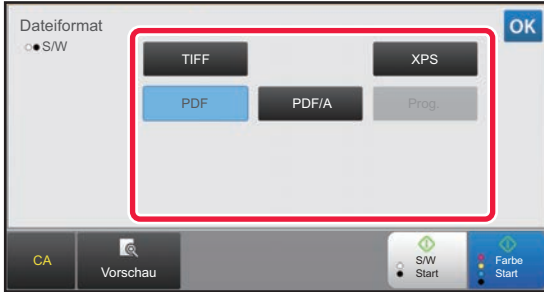 Dateiformat
OK
S/W
TIFF
XPS
PDF
PDF/A
Prog.
CA
Vorschau
S/W
Start
Farbe
Start